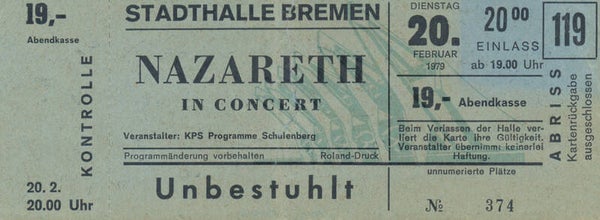 19,-
Abendkasse
KONTROLLE
20. 2.
20.00 Uhr
STADTHALLE BREMEN
NAZARETH
IN CONCERT
Veranstalter: KPS Programme Schulenberg
Programmänderung vorbehalten Roland-Druck
Unbestuhlt
DIENSTAG
20.
FEBRUAR
1979
20 00
EINLASS
ab 19.00 Uhr
119
19,- Abendkasse
Beim Verlassen der Halle ver-
liert die Karte ihre Gültigkeit.
Veranstalter übernimmt keinerlei
Haftung.
unnumerierte Plätze
№ 374
ABRISS
Kartenrückgabe
ausgeschlossen